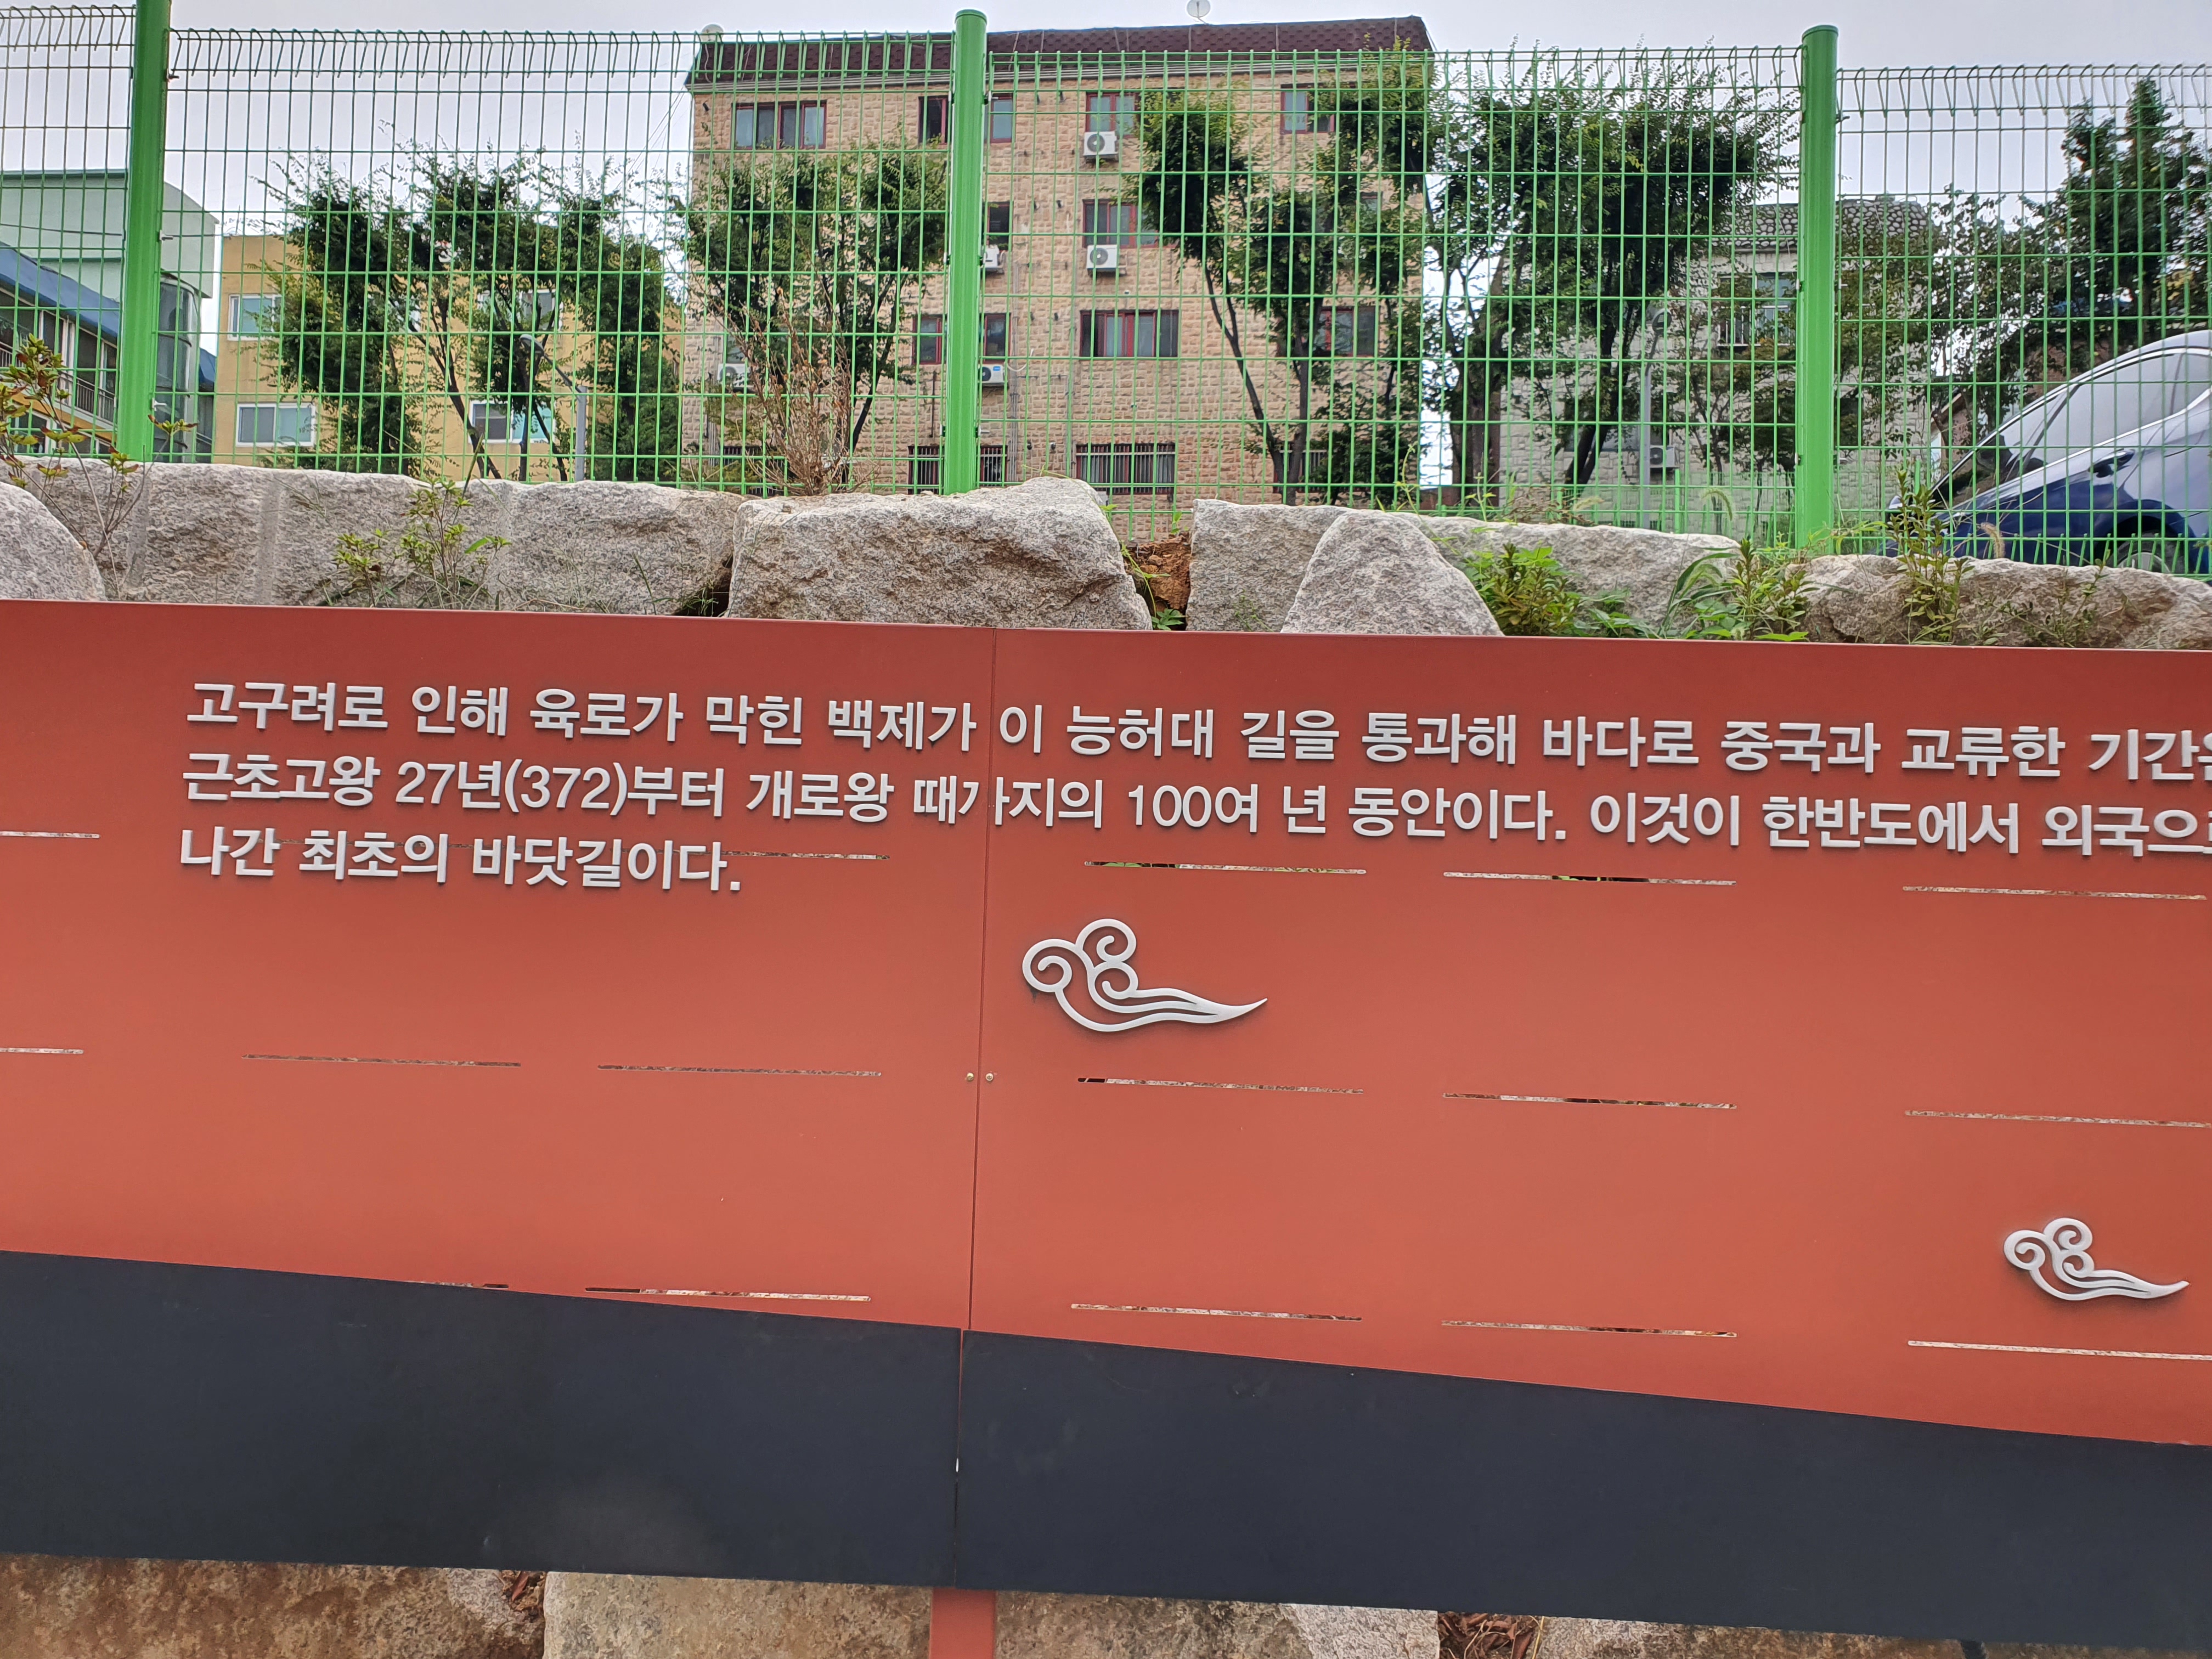 고구려로 인해 육로가 막힌 백제가 이 능허대 길을 통과해 바다로 중국과 교류한 기간은
근초고왕 27년(372)부터 개로왕 때가지의 100여 년 동안이다. 이것이 한반도에서 외국으로
나간 최초의 바닷길이다.